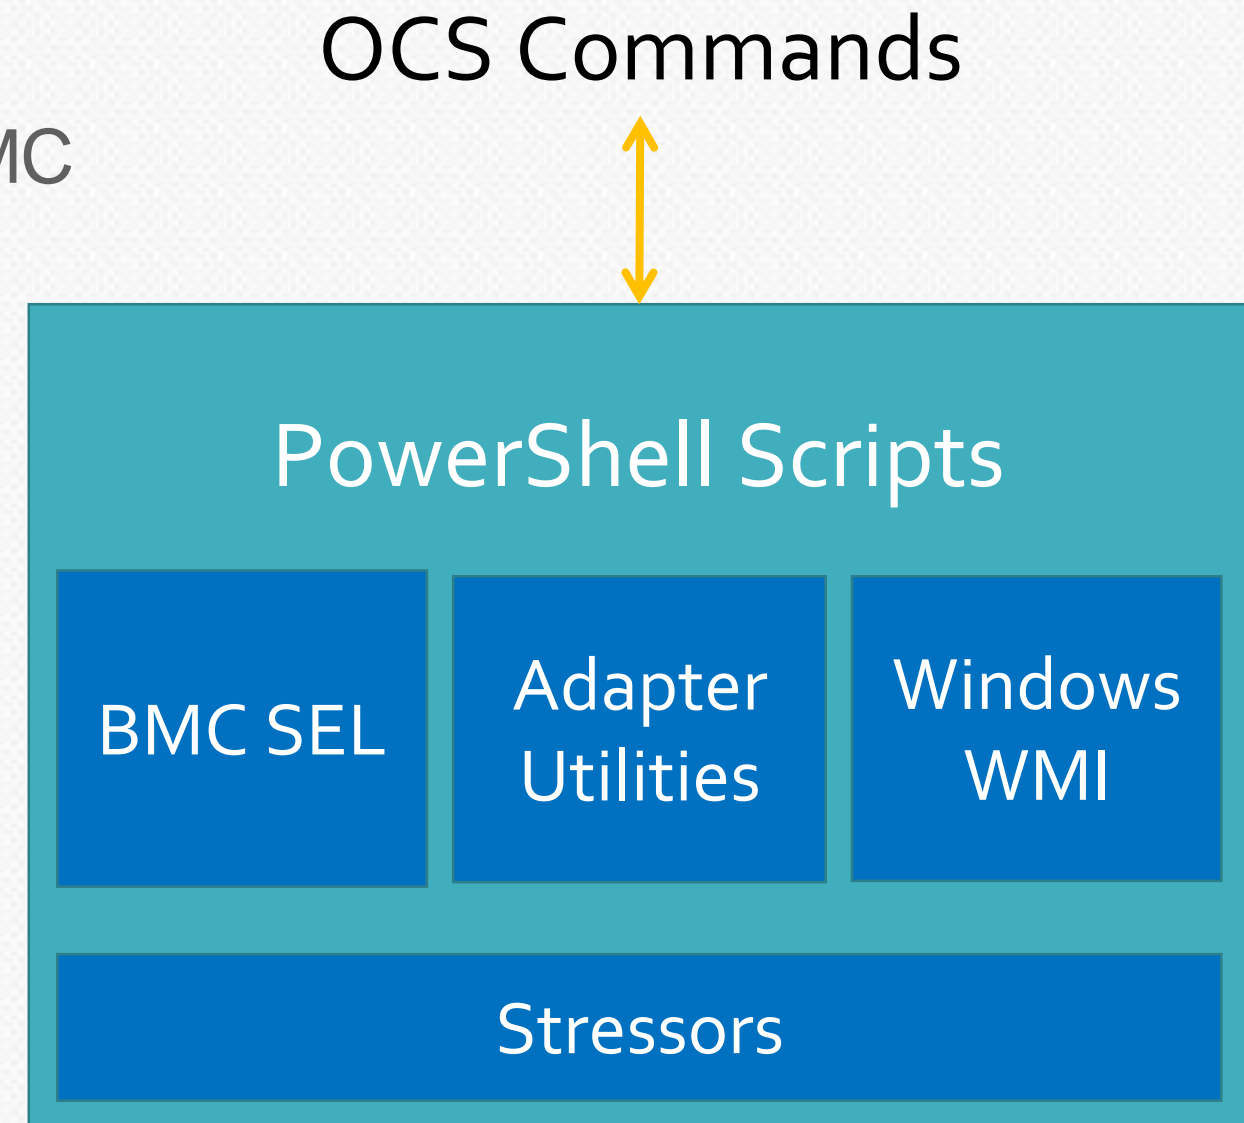 OCS Commands
MC
PowerShell Scripts
BMC SEL
Adapter
Utilities
Windows
WMI
Stressors